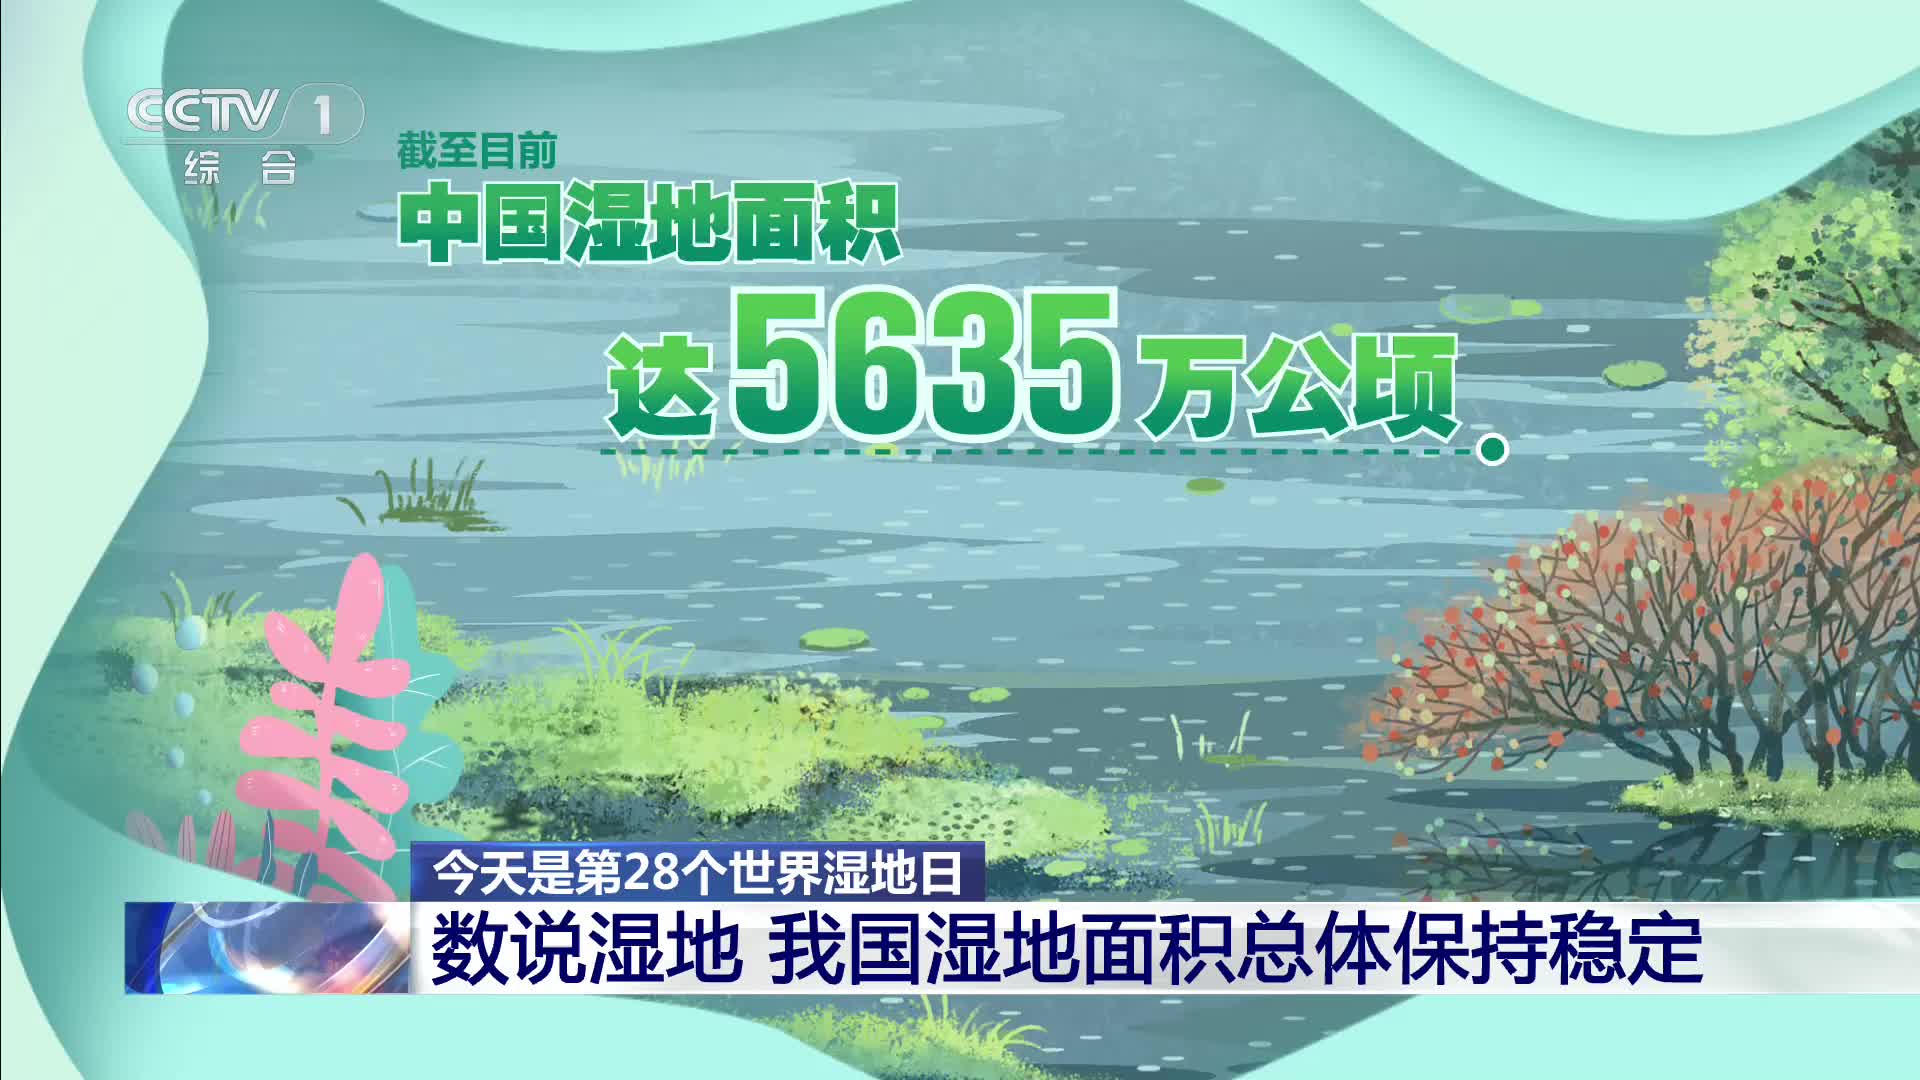 CCTV 1
综合
截至目前
中国湿地面积
达5635万公顷
今天是第28个世界湿地日
数说湿地 我国湿地面积总体保持稳定